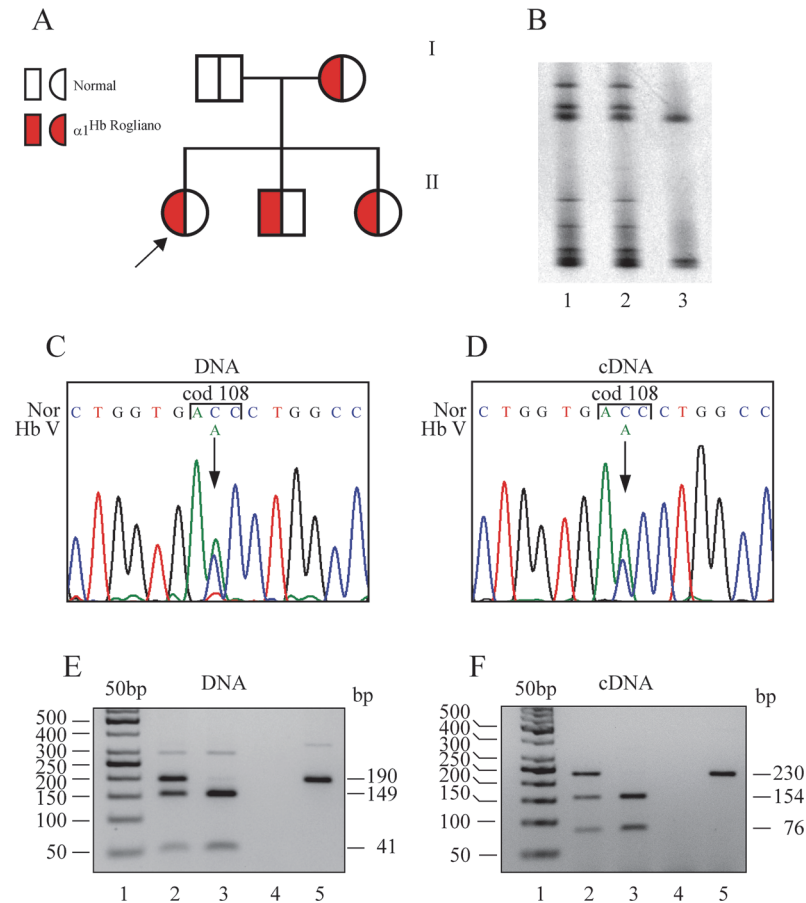 A
B
I
Normal
α1Hb Rogliano
II
1 2 3
C
D
DNA
cDNA
cod 108
cod 108
Nor C T G G T G A C C C T G G C C
Hb V A
Nor C T G G T G A C C C T G G C C
Hb V A
E
F
50bp DNA bp
50bp cDNA bp
500
400
300
250
200
150
100
50
190
149
41
1 2 3 4 5
500
400
300
250
200
150
100
50
230
154
76
1 2 3 4 5